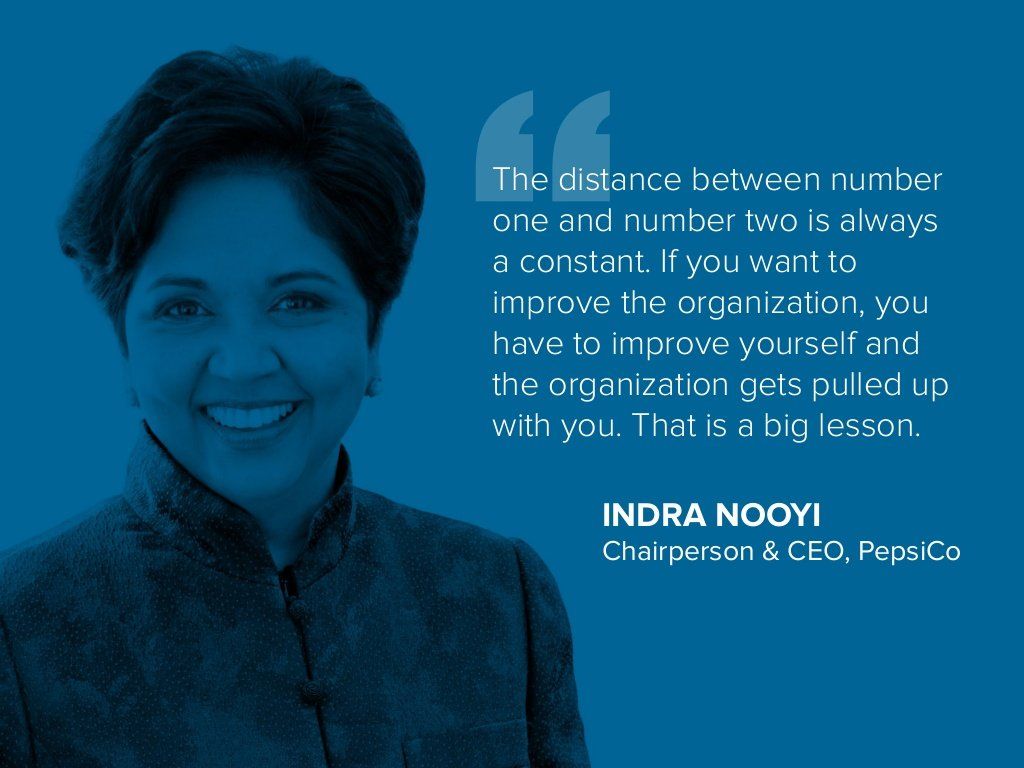 The distance between number
one and number two is always
a constant. If you want to
improve the organization, you
have to improve yourself and
the organization gets pulled up
with you. That is a big lesson.
INDRA NOOYI
Chairperson & CEO, PepsiCo